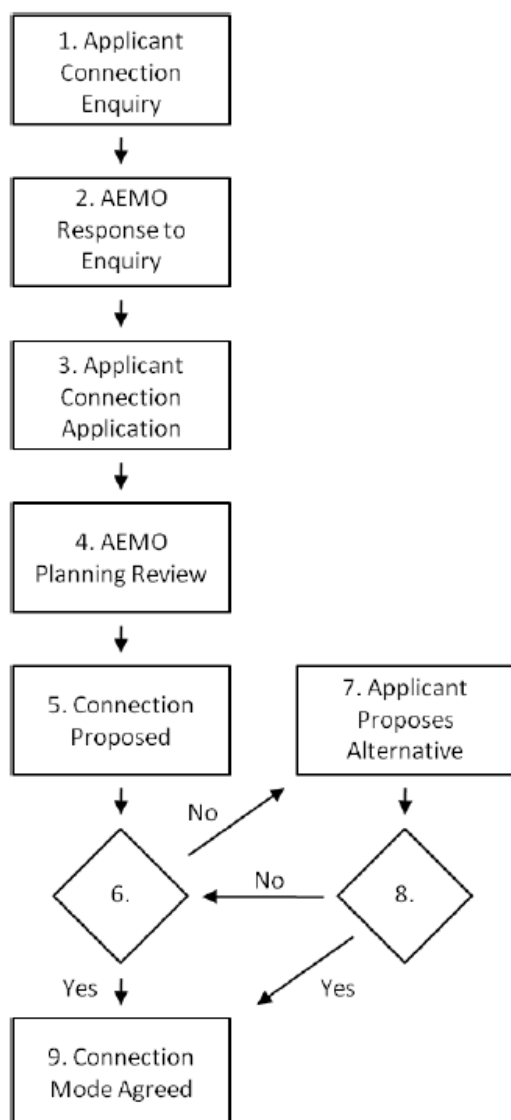 1. Applicant
Connection
Enquiry
2. AEMO
Response to
Enquiry
3. Applicant
Connection
Application
4. AEMO
Planning Review
5. Connection
Proposed
7. Applicant
Proposes
Alternative
No
6.
No
8.
Yes
Yes
9. Connection
Mode Agreed